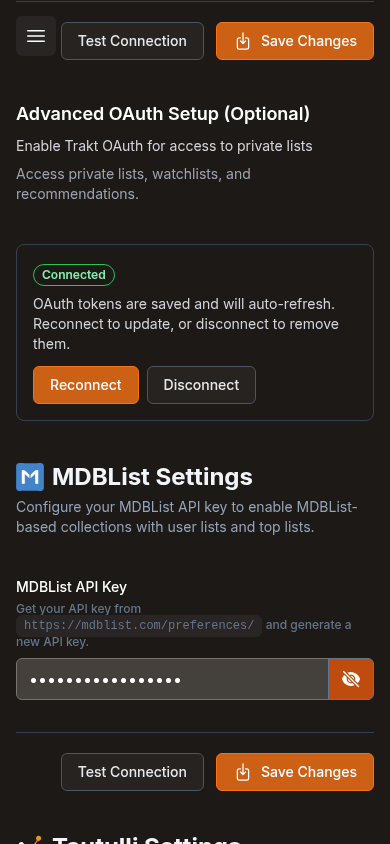 Test Connection
Save Changes
Advanced OAuth Setup (Optional)
Enable Trakt OAuth for access to private lists
Access private lists, watchlists, and
recommendations.
Connected
OAuth tokens are saved and will auto-refresh.
Reconnect to update, or disconnect to remove
them.
Reconnect
Disconnect
MDBList Settings
Configure your MDBList API key to enable MDBList-
based collections with user lists and top lists.
MDBList API Key
Get your API key from
https://mdblist.com/preferences/ and generate a
new API key.
•••••••••••••••••
Test Connection
Save Changes
Tautulli Settings